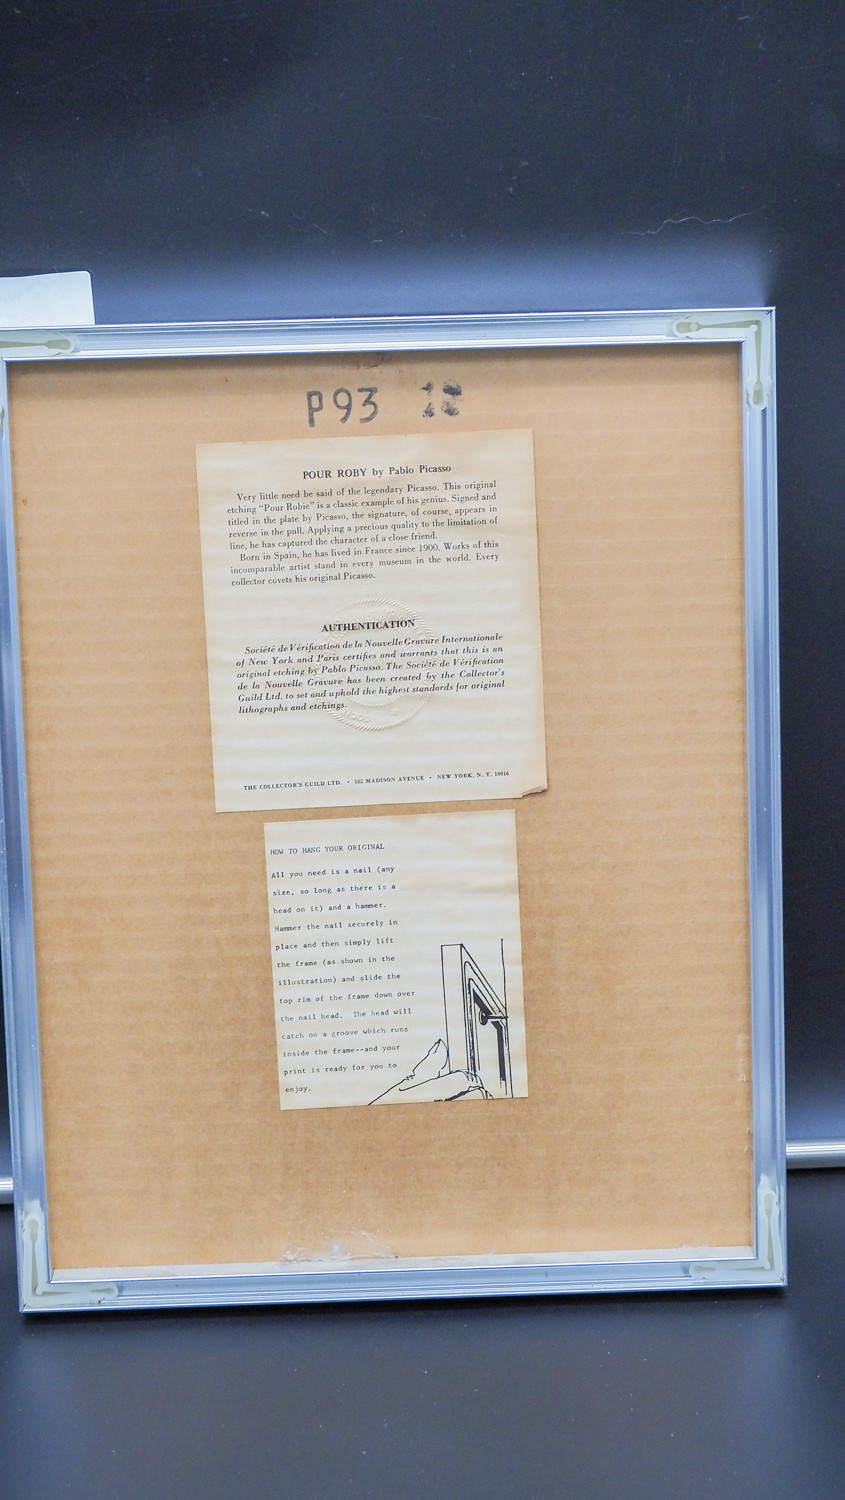 P93
POUR ROBY by Pablo Picasso
Very little need be said of the legendary Picasso. This original
etching "Pour Robie" is a classic example of his genius. Signed and
titled in the plate by Picasso, the signature, of course, appears in
reverse in the pull. Applying a precious quality to the limitation of
line, he has captured the character of a close friend.
Born in Spain, he has lived in France since 1900. Works of this
incomparable artist stand in every museum in the world. Every
collector covets his original Picasso.
AUTHENTICATION
Société de Vérification de la Nouvelle Gravure Internationale
of New York and Paris certifies and warrants that this is an
original etching by Pablo Picasso. The Société de Vérification
de la Nouvelle Gravure has been created by the Collector's
Guild Ltd. to set and uphold the highest standards for original
lithographs and etchings.
THE COLLECTOR'S GUILD LTD. • 185 MADISON AVENUE • NEW YORK, N. Y. 10016
HOW TO HANG YOUR ORIGINAL
All you need is a nail (any
size, so long as there is a
head on it) and a hammer.
Hammer the nail securely in
place and then simply lift
the frame (as shown in the
illustration) and slide the
top rim of the frame down over
the nail head. The head will
catch on a groove which runs
inside the frame--and your
print is ready for you to
enjoy.